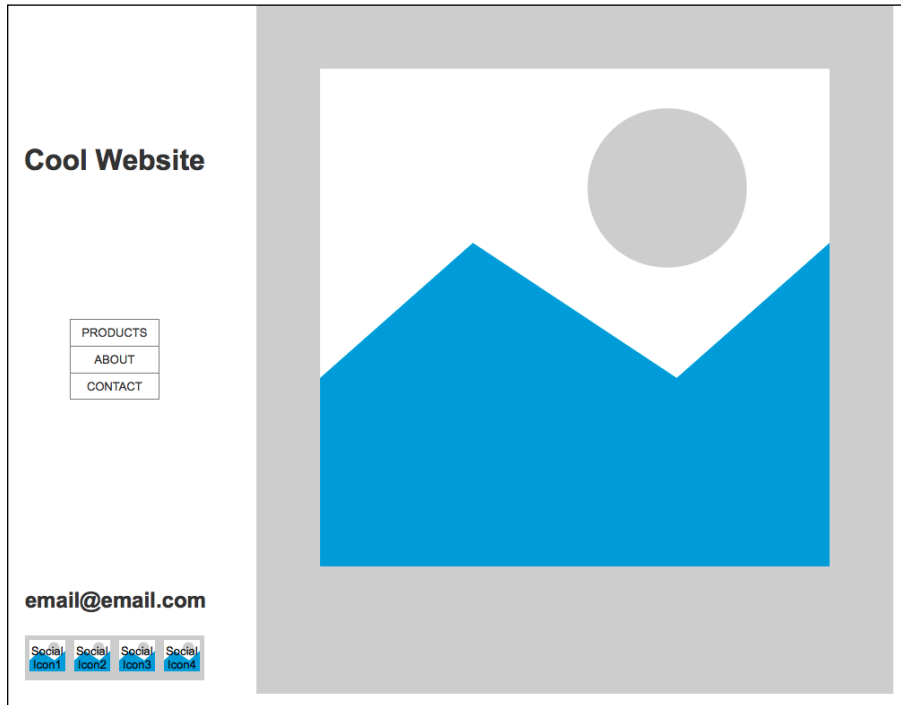 Cool Website
PRODUCTS
ABOUT
CONTACT
email@email.com
Social Social Social Social
Icon1 Icon2 Icon3 Icon4